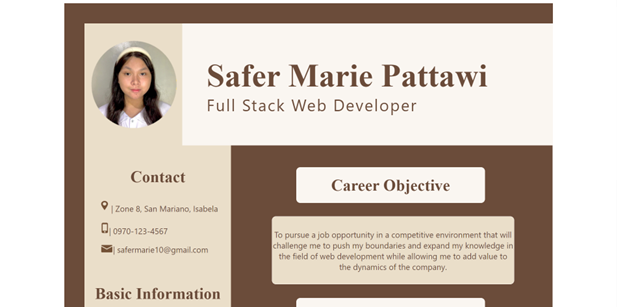 Safer Marie Pattawi
Full Stack Web Developer
Contact
| Zone 8, San Mariano, Isabela
| 0970-123-4567
| safermarie10@gmail.com
Basic Information
Career Objective
To pursue a job opportunity in a competitive environment that will
challenge me to push my boundaries and expand my knowledge in
the field of web development while allowing me to add value to
the dynamics of the company.